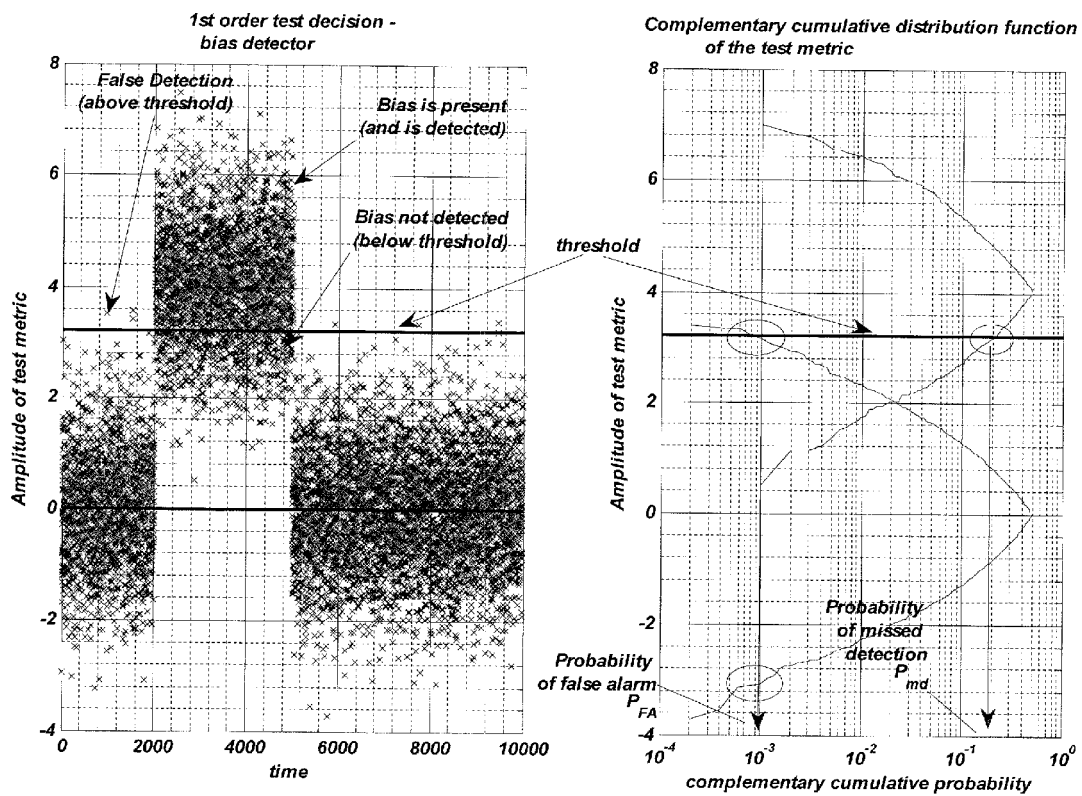 1st order test decision -
bias detector
8
6
4
2
0
-2
-4
Amplitude of test metric
False Detection
(above threshold)
Bias is present
(and is detected)
Bias not detected
(below threshold)
0
2000
4000
6000
8000
10000
time
threshold
Complementary cumulative distribution function
of the test metric
8
6
4
2
0
-2
-4
Amplitude of test metric
Probability
of missed
detection
P_md
Probability
of false alarm
P_FA
10^-4
10^-3
10^-2
10^-1
10^0
complementary cumulative probability